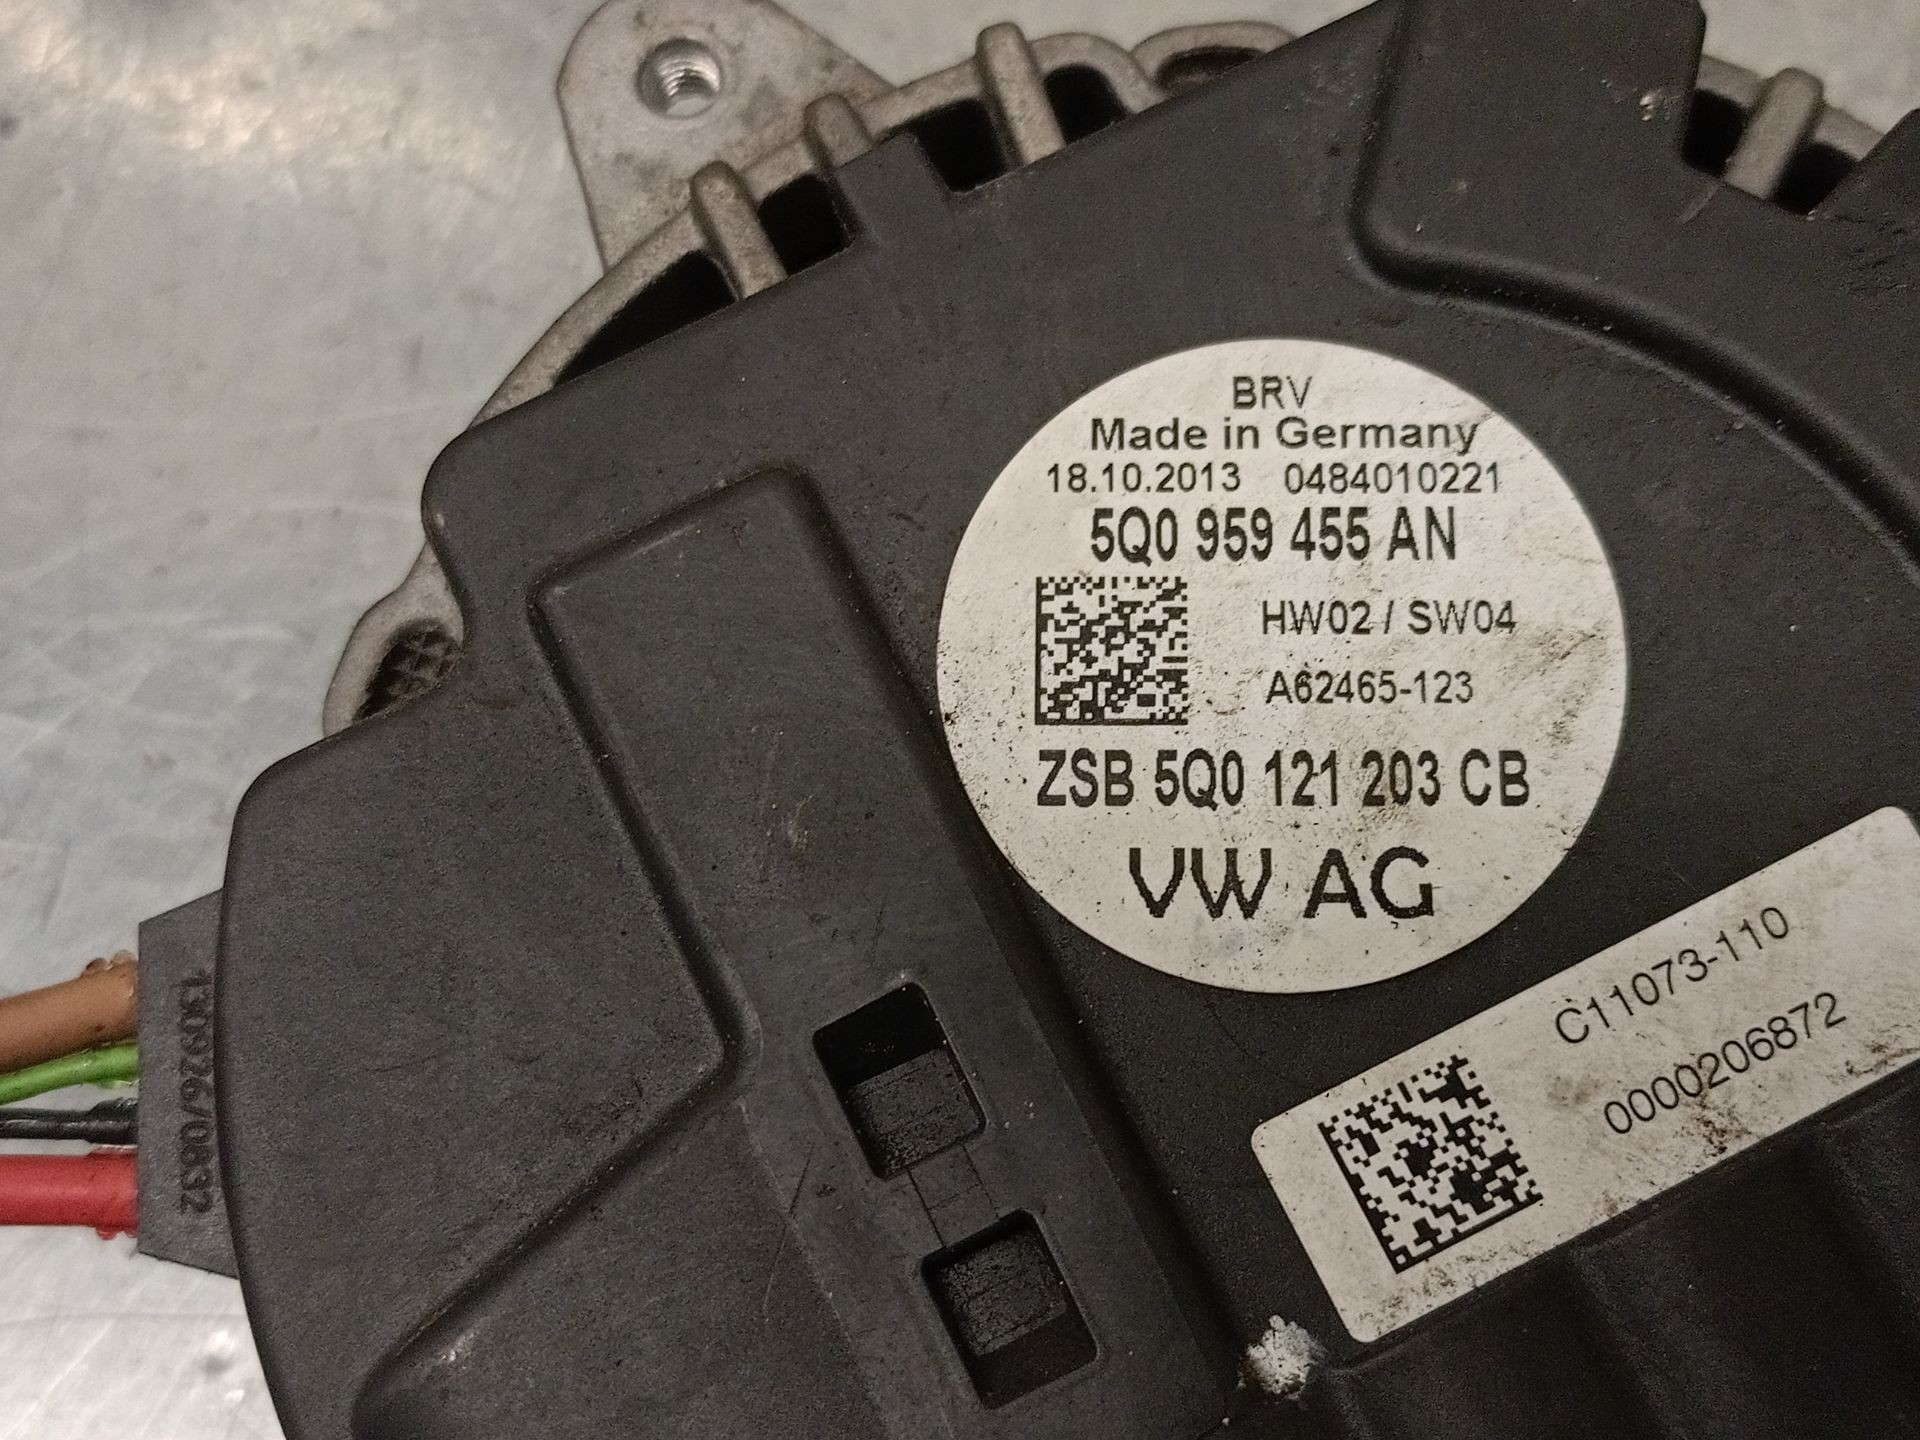 BRV
Made in Germany
18.10.2013 0484010221
5Q0 959 455 AN
HW02 / SW04
A62465-123
ZSB 5Q0 121 203 CB
VW AG
C11073-110
0000206872
130926/0832